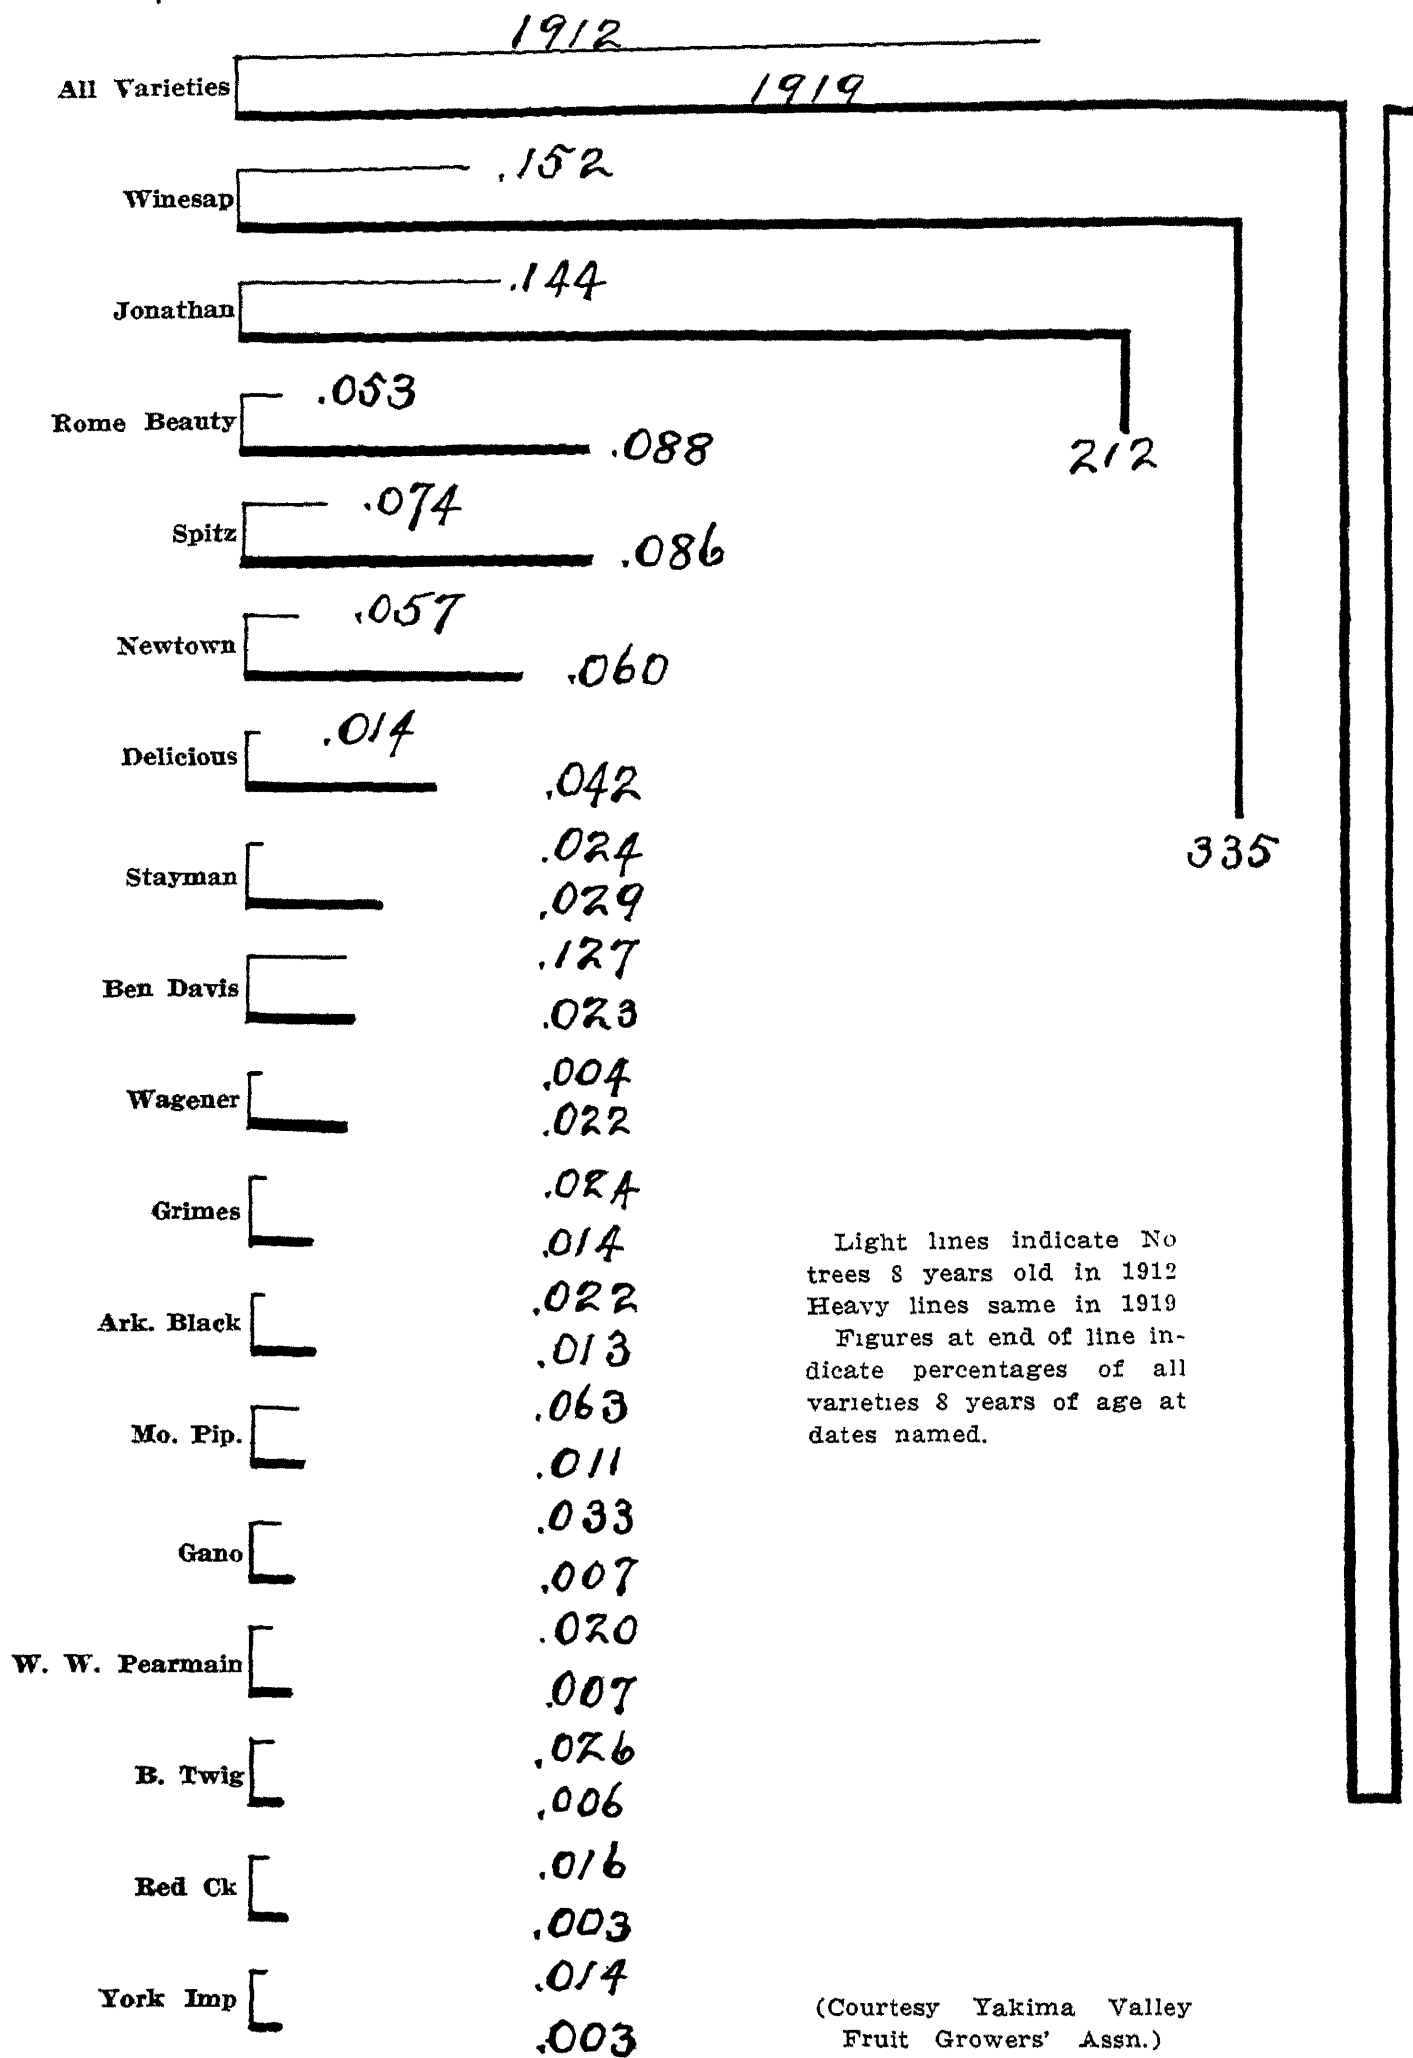 1912
All Varieties
1919
.152
Winesap
.144
Jonathan
.053
Rome Beauty
.088
212
.074
Spitz
.086
.057
Newtown
.060
.014
Delicious
.042
.024
335
Stayman
.029
.127
Ben Davis
.023
.004
Wagener
.022
.024
Grimes
.014
.022
Ark. Black
.013
.063
Mo. Pip.
.011
.033
Gano
.007
.020
W. W. Pearmain
.007
.026
B. Twig
.006
.016
Red Ck
.003
.014
York Imp
.003
Light lines indicate No
trees 8 years old in 1912
Heavy lines same in 1919
Figures at end of line in-
dicate percentages of all
varieties 8 years of age at
dates named.
(Courtesy Yakima Valley
Fruit Growers' Assn.)